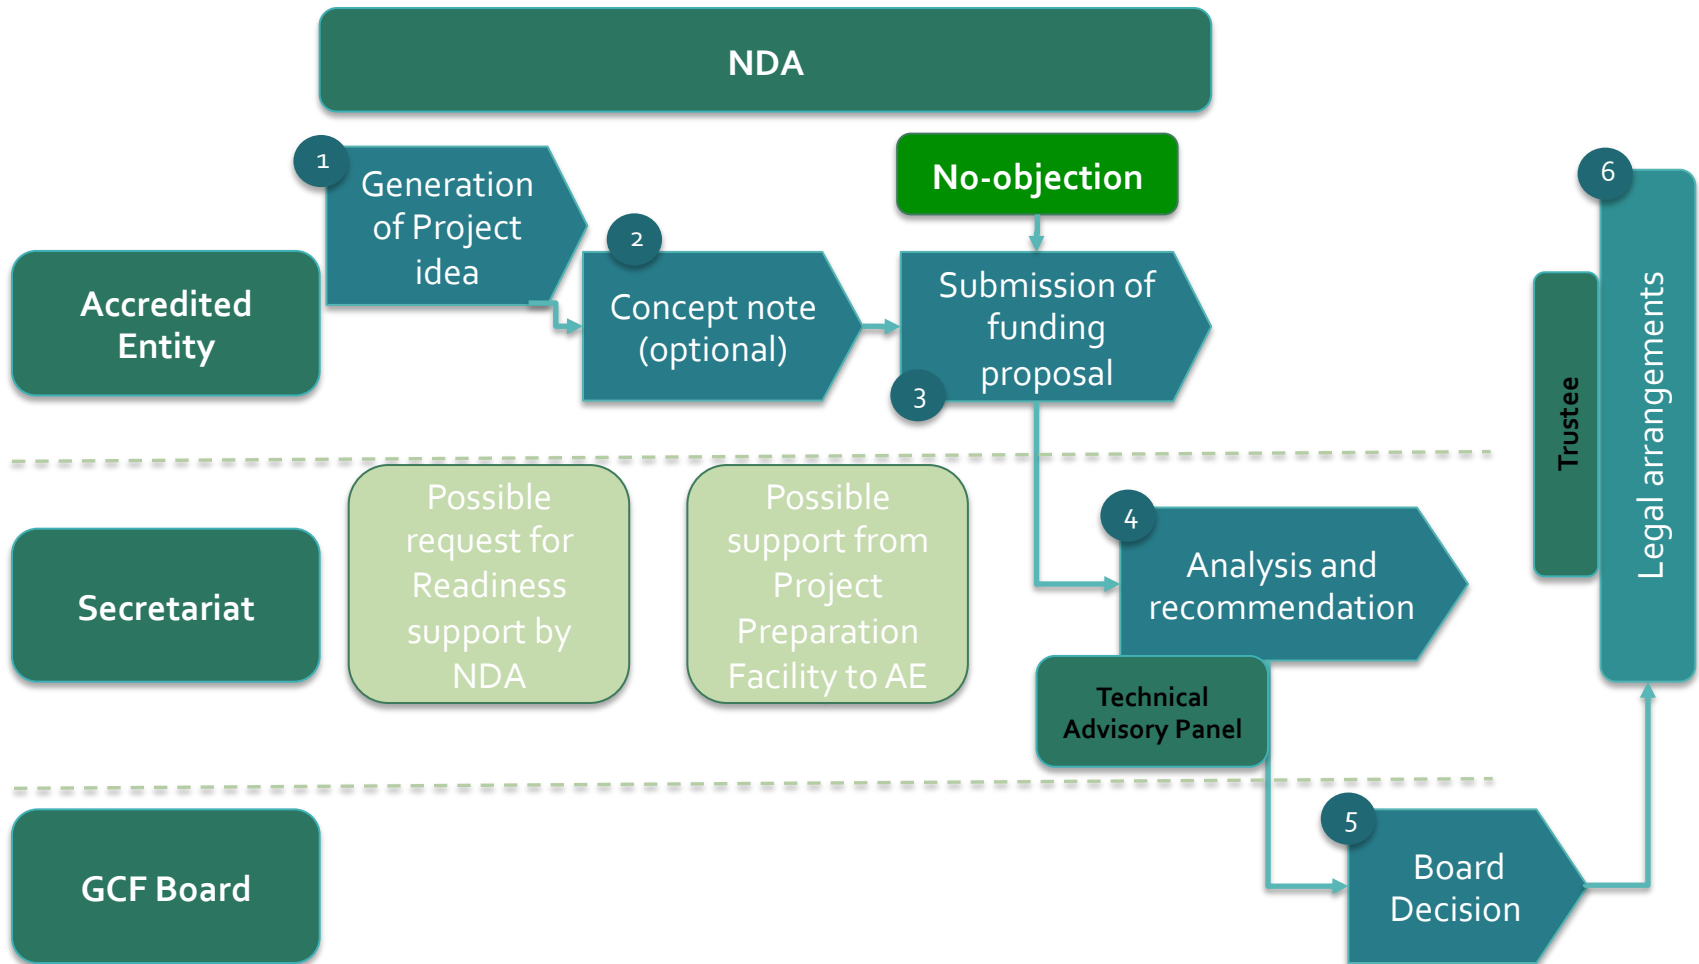 NDA
1
Generation
of Project
idea
No-objection
2
Concept note
(optional)
Submission of
funding
proposal
3
Accredited
Entity
Secretariat
Possible
request for
Readiness
support by
NDA
Possible
support from
Project
Preparation
Facility to AE
4
Analysis and
recommendation
Technical
Advisory Panel
GCF Board
5
Board
Decision
Trustee
6
Legal arrangements